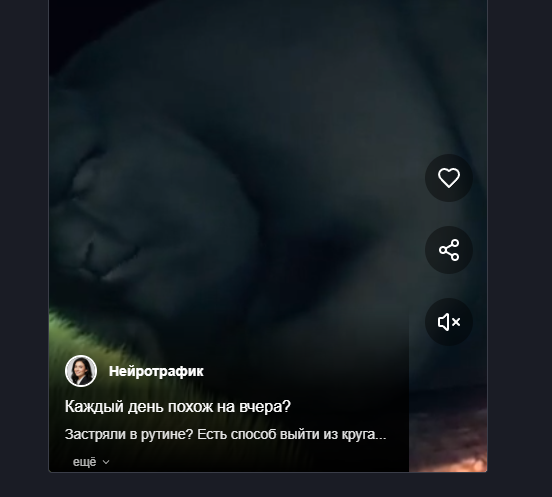 Нейротрафик
Каждый день похож на вчера?
Застряли в рутине? Есть способ выйти из круга...
ещё